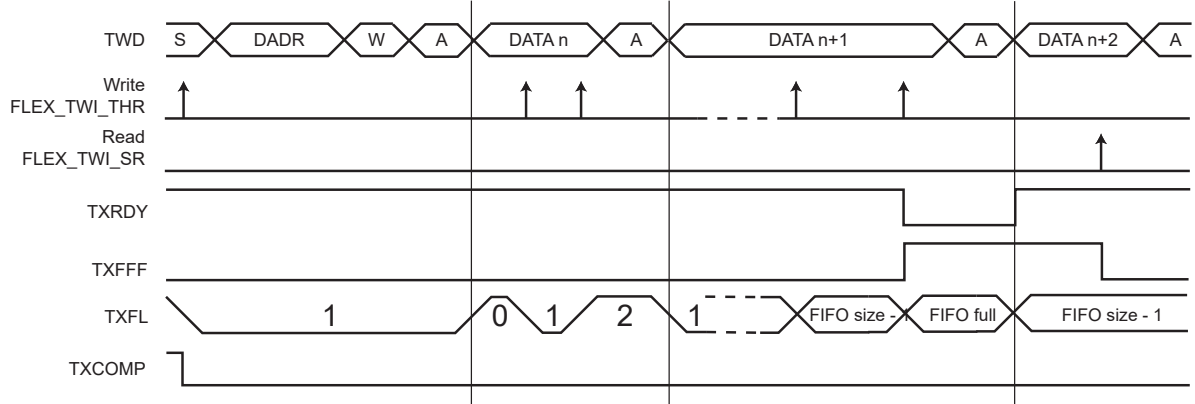 TWD S DADR W A DATA n A DATA n+1 A DATA n+2 A
Write
FLEX_TWI_THR
Read
FLEX_TWI_SR
TXRDY
TXFFF
TXFL 1 0 1 2 1 FIFO size - 1 FIFO full FIFO size - 1
TXCOMP